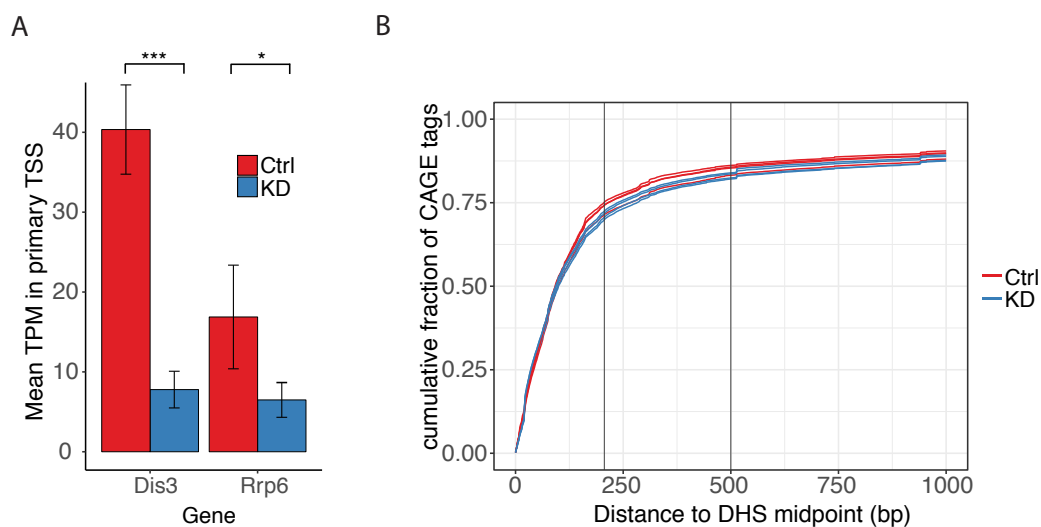 A
***
*
Mean TPM in primary TSS
40
30
20
10
0
Ctrl
KD
Dis3
Rrp6
Gene
B
cumulative fraction of CAGE tags
1.00
0.75
0.50
0.25
0.00
0
250
500
750
1000
Distance to DHS midpoint (bp)
Ctrl
KD